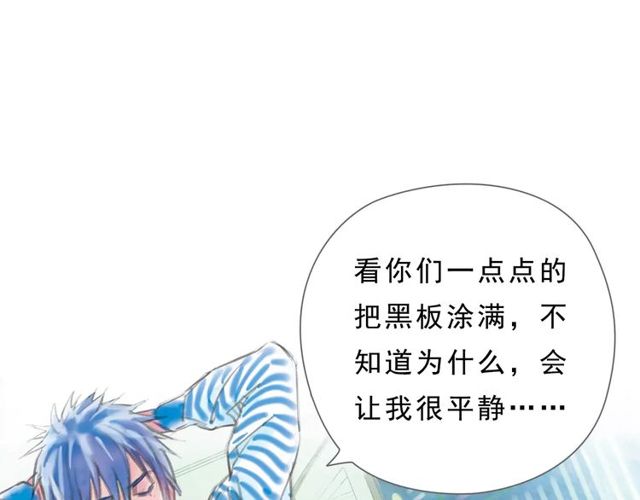 看你们一点点的
把黑板涂满，不
知道为什么，会
让我很平静……